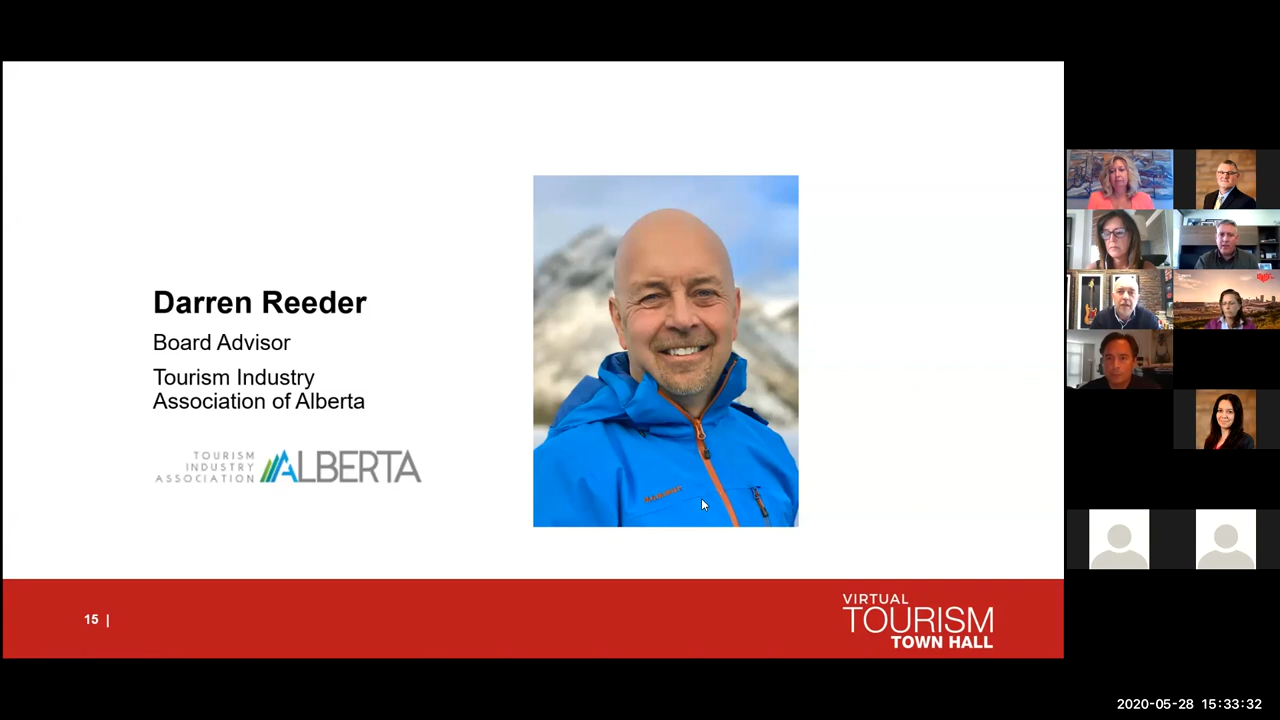 Darren Reeder
Board Advisor
Tourism Industry
Association of Alberta
TOURISM
INDUSTRY
ASSOCIATION ALBERTA
15 |
VIRTUAL
TOURISM
TOWN HALL
2020-05-28 15:33:32